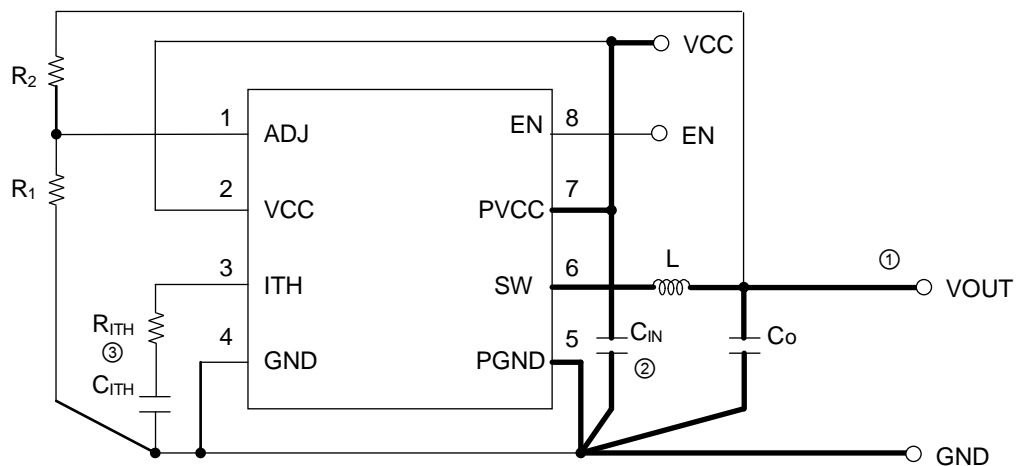 VCC
R2
1
ADJ
EN
8
EN
R1
2
VCC
PVCC
7
3
ITH
SW
6
L
①
VOUT
RITH
③
CITH
4
GND
PGND
5
CIN
②
Co
GND